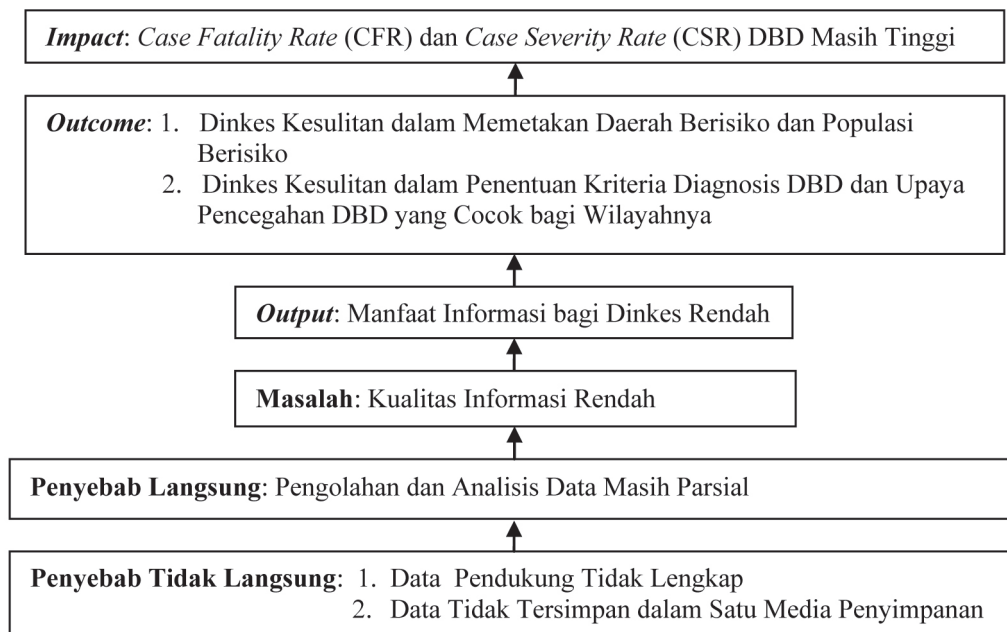 Impact: Case Fatality Rate (CFR) dan Case Severity Rate (CSR) DBD Masih Tinggi
Outcome: 1. Dinkes Kesulitan dalam Memetakan Daerah Berisiko dan Populasi
Berisiko
2. Dinkes Kesulitan dalam Penentuan Kriteria Diagnosis DBD dan Upaya
Pencegahan DBD yang Cocok bagi Wilayahnya
Output: Manfaat Informasi bagi Dinkes Rendah
Masalah: Kualitas Informasi Rendah
Penyebab Langsung: Pengolahan dan Analisis Data Masih Parsial
Penyebab Tidak Langsung: 1. Data Pendukung Tidak Lengkap
2. Data Tidak Tersimpan dalam Satu Media Penyimpanan